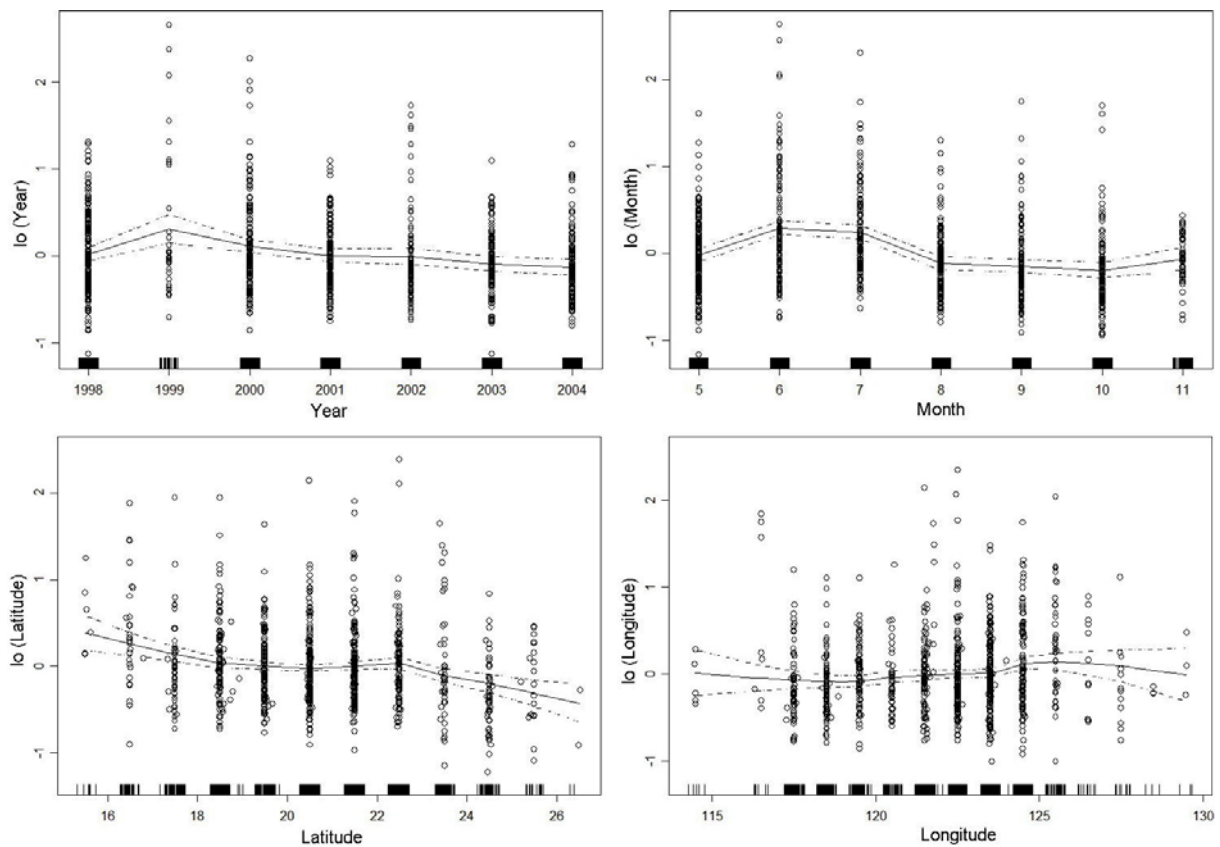 lo (Year)
2
1
0
-1
1998 1999 2000 2001 2002 2003 2004
Year
lo (Month)
2
1
0
-1
5 6 7 8 9 10 11
Month
lo (Latitude)
2
1
0
-1
16 18 20 22 24 26
Latitude
lo (Longitude)
2
1
0
-1
115 120 125 130
Longitude